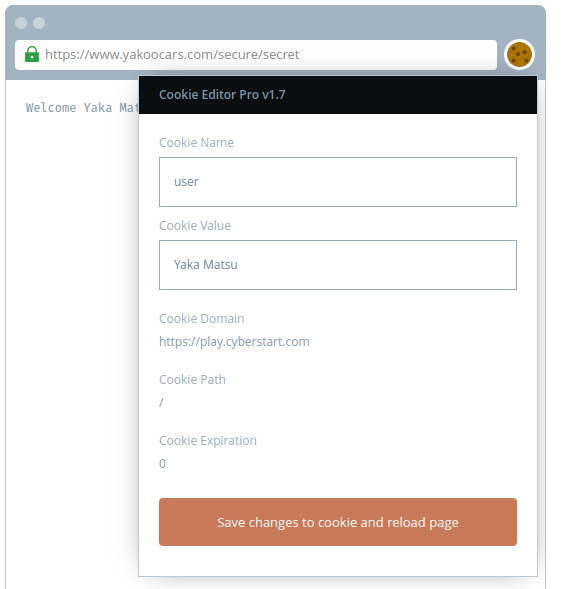 https://www.yakoocars.com/secure/secret
Welcome Yaka Mat
Cookie Editor Pro v1.7
Cookie Name
user
Cookie Value
Yaka Matsu
Cookie Domain
https://play.cyberstart.com
Cookie Path
/
Cookie Expiration
0
Save changes to cookie and reload page